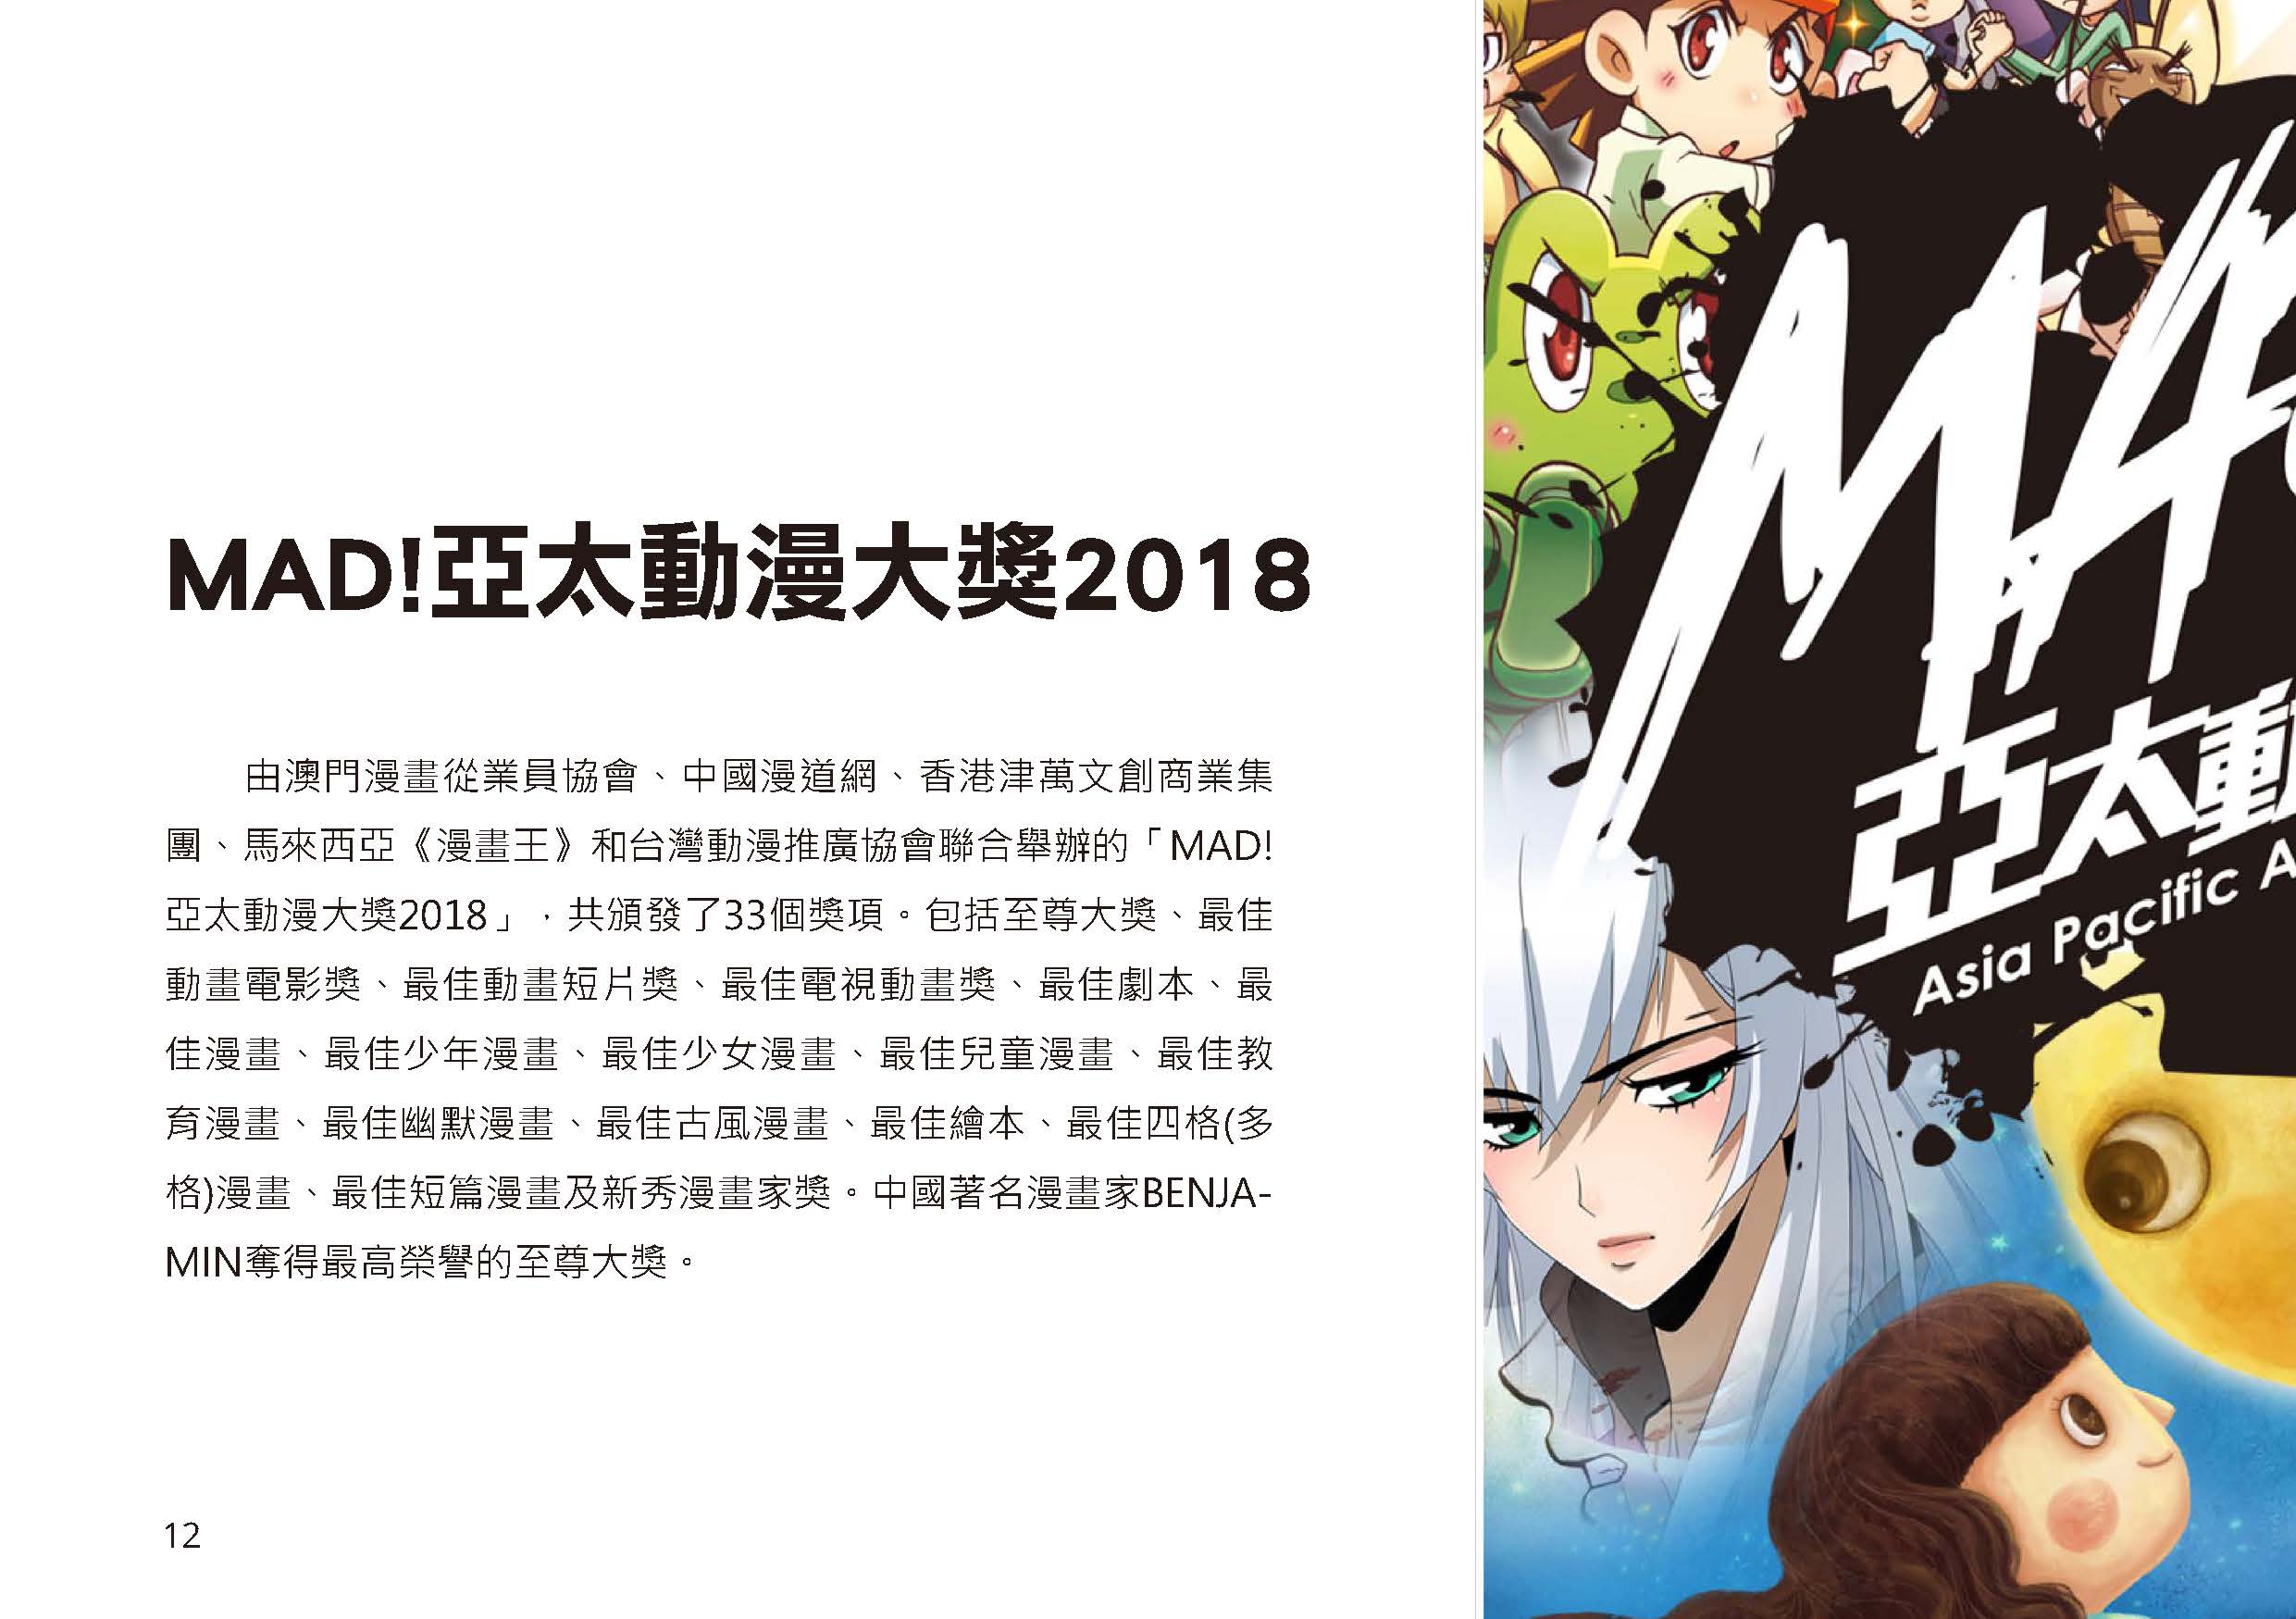 MAD!亞太動漫大獎2018
由澳門漫畫從業員協會、中國漫道網、香港津萬文創商業集
團、馬來西亞《漫畫王》和台灣動漫推廣協會聯合舉辦的「MAD!
亞太動漫大獎2018」，共頒發了33個獎項。包括至尊大獎、最佳
動畫電影獎、最佳動畫短片獎、最佳電視動畫獎、最佳劇本、最
佳漫畫、最佳少年漫畫、最佳少女漫畫、最佳兒童漫畫、最佳教
育漫畫、最佳幽默漫畫、最佳古風漫畫、最佳繪本、最佳四格(多
格)漫畫、最佳短篇漫畫及新秀漫畫家獎。中國著名漫畫家BENJA-
MIN奪得最高榮譽的至尊大獎。
12
MA
亞太動
Asia Pacific A